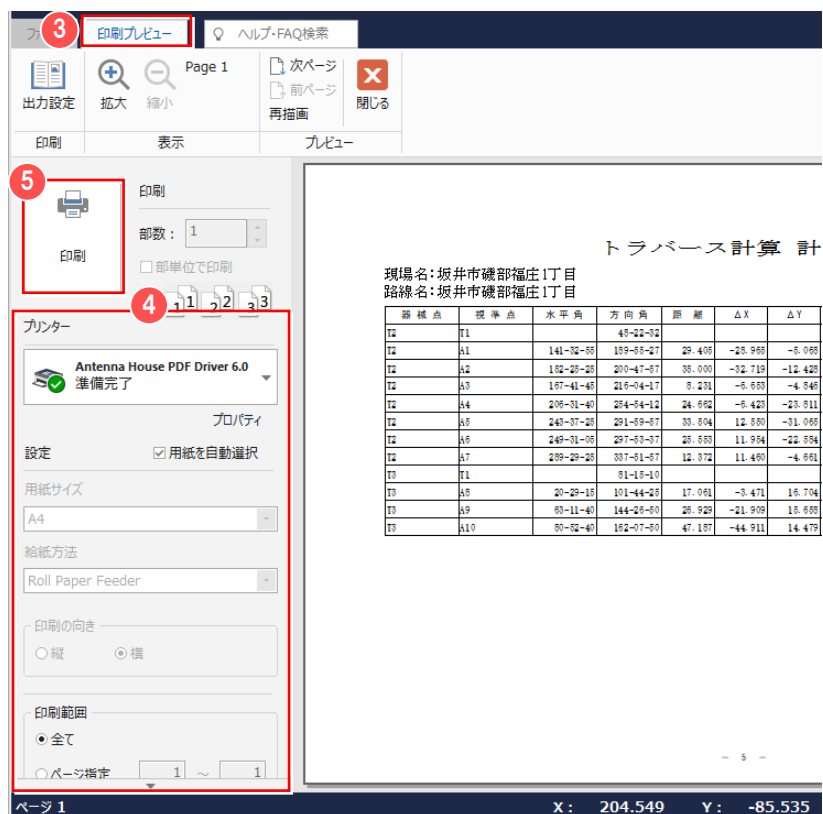 3
ファ
印刷プレビュー
ヘルプ・FAQ検索
拡大
縮小
Page 1
次ページ
前ページ
再描画
出力設定
閉じる
印刷
表示
プレビュー
5
印刷
印刷
部数：
1
部単位で印刷
1 1 2 2 3 3
4
プリンター
Antenna House PDF Driver 6.0
準備完了
プロパティ
設定
用紙を自動選択
用紙サイズ
A4
給紙方法
Roll Paper Feeder
印刷の向き
縦 横
印刷範囲
全て
ページ指定 1 ～ 1
トラバース計算 計
現場名：坂井市磯部福庄1丁目
路線名：坂井市磯部福庄1丁目
器械点 視準点 水平角 方向角 距離 ΔX ΔY
T2 T1 48-22-32
T2 A1 141-32-55 189-55-27 29.405 -28.965 -5.068
T2 A2 152-25-25 200-47-57 35.000 -32.719 -12.428
T2 A3 167-41-45 216-04-17 8.231 -6.653 -4.846
T2 A4 206-31-40 254-54-12 24.662 -6.423 -23.811
T2 A5 243-37-25 291-59-57 33.504 12.550 -31.065
T2 A6 249-31-05 297-53-37 25.553 11.954 -22.584
T2 A7 289-29-25 337-51-57 12.372 11.460 -4.661
T3 T1 81-15-10
T3 A8 20-29-15 101-44-25 17.061 -3.471 16.704
T3 A9 63-11-40 144-26-50 26.929 -21.909 15.658
T3 A10 80-52-40 162-07-50 47.187 -44.911 14.479
- 5 -
ページ 1
X： 204.549 Y： -85.535